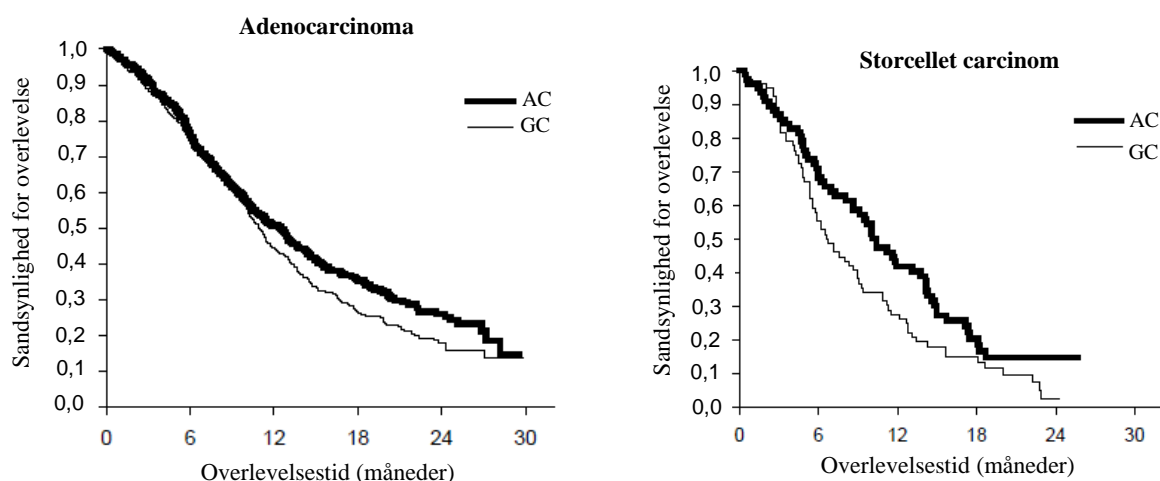 Adenocarcinoma
Sandsynlighed for overlevelse
1,0
0,9
0,8
0,7
0,6
0,5
0,4
0,3
0,2
0,1
0,0
AC
GC
0 6 12 18 24 30
Overlevelsestid (måneder)
Storcellet carcinom
Sandsynlighed for overlevelse
1,0
0,9
0,8
0,7
0,6
0,5
0,4
0,3
0,2
0,1
0,0
AC
GC
0 6 12 18 24 30
Overlevelsestid (måneder)